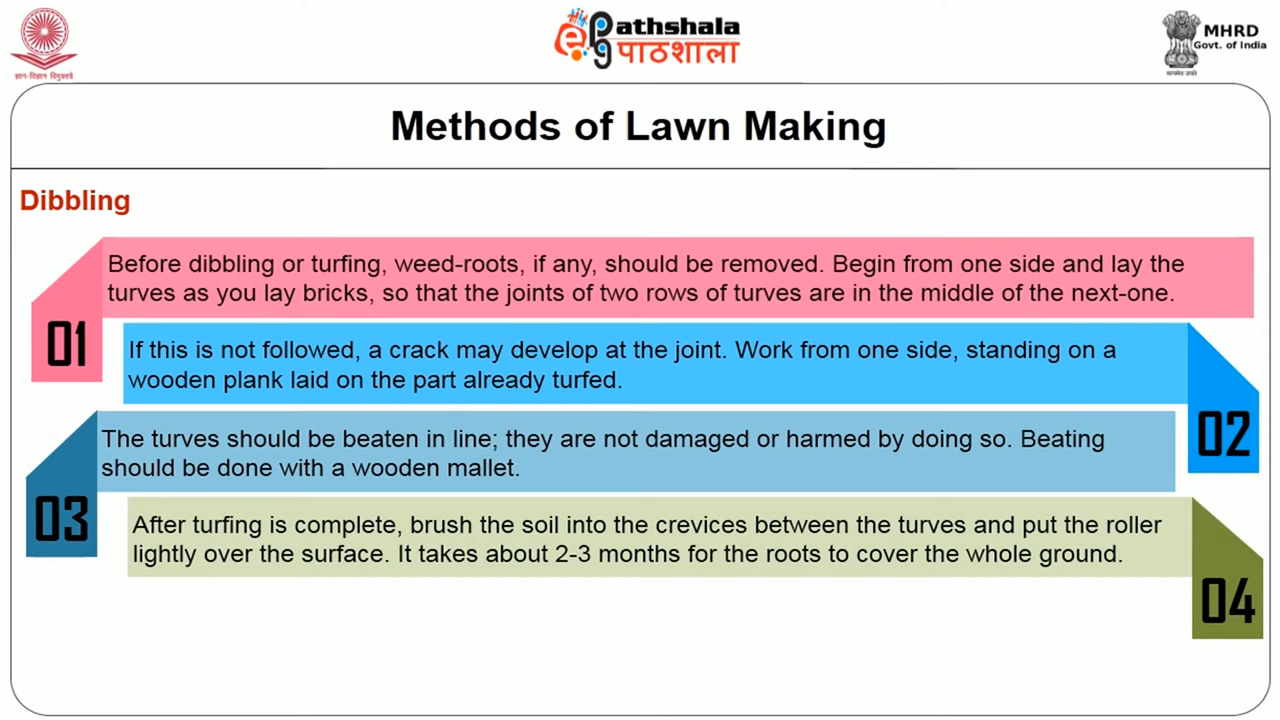 ज्ञान-विज्ञान विमुक्तये
ePg Pathshala
पाठशाला
MHRD
Govt. of India
सत्यमेव जयते
Methods of Lawn Making
Dibbling
01
Before dibbling or turfing, weed-roots, if any, should be removed. Begin from one side and lay the
turves as you lay bricks, so that the joints of two rows of turves are in the middle of the next-one.
If this is not followed, a crack may develop at the joint. Work from one side, standing on a
wooden plank laid on the part already turfed.
02
The turves should be beaten in line; they are not damaged or harmed by doing so. Beating
should be done with a wooden mallet.
03
After turfing is complete, brush the soil into the crevices between the turves and put the roller
lightly over the surface. It takes about 2-3 months for the roots to cover the whole ground.
04